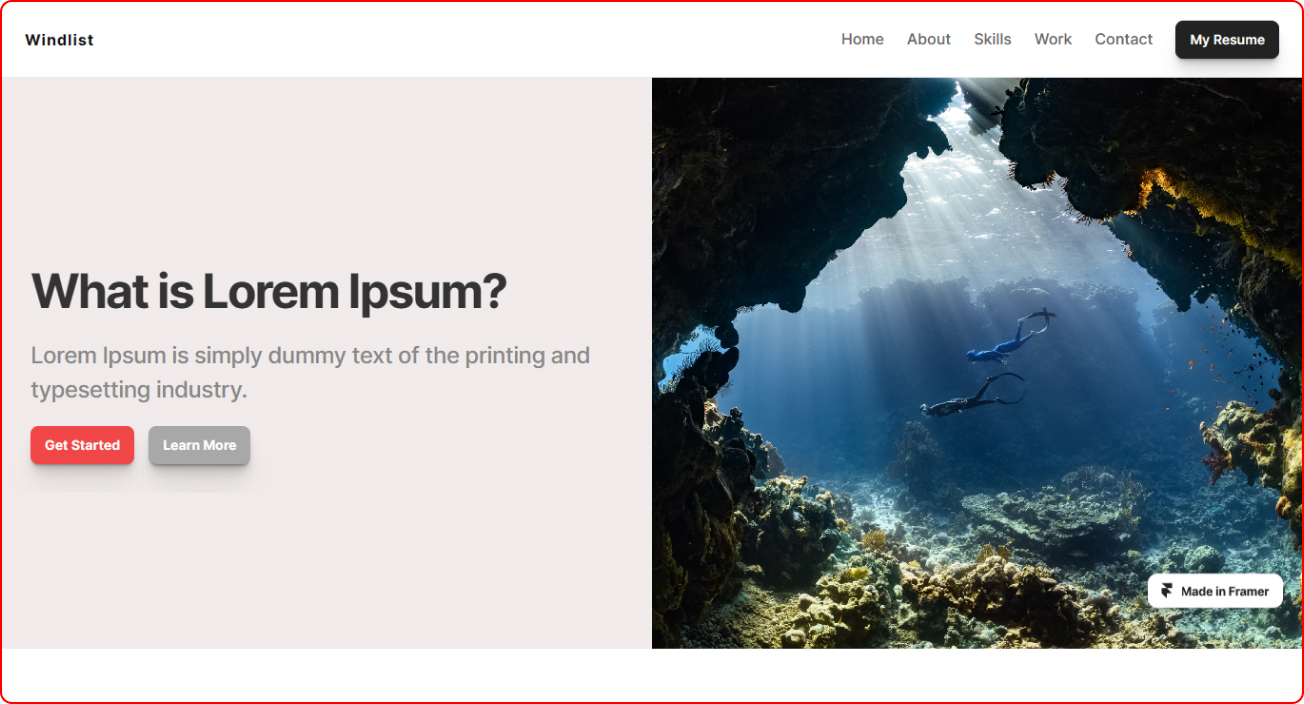 Windlist
Home About Skills Work Contact My Resume
What is Lorem Ipsum?
Lorem Ipsum is simply dummy text of the printing and
typesetting industry.
Get Started Learn More
Made in Framer